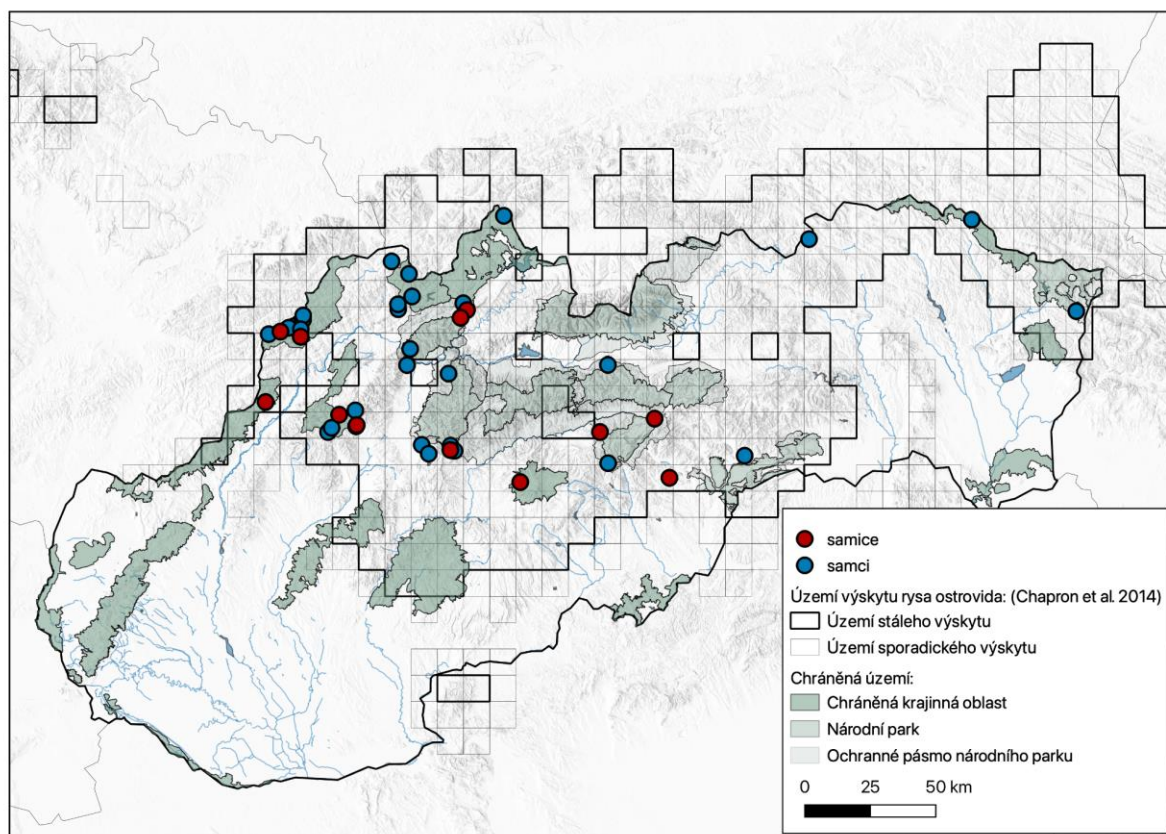 samice
samci
Území výskytu rysa ostrovida: (Chapron et al. 2014)
Území stáleho výskytu
Území sporadického výskytu
Chráněná území:
Chráněná krajinná oblast
Národní park
Ochranné pásmo národního parku
0 25 50 km